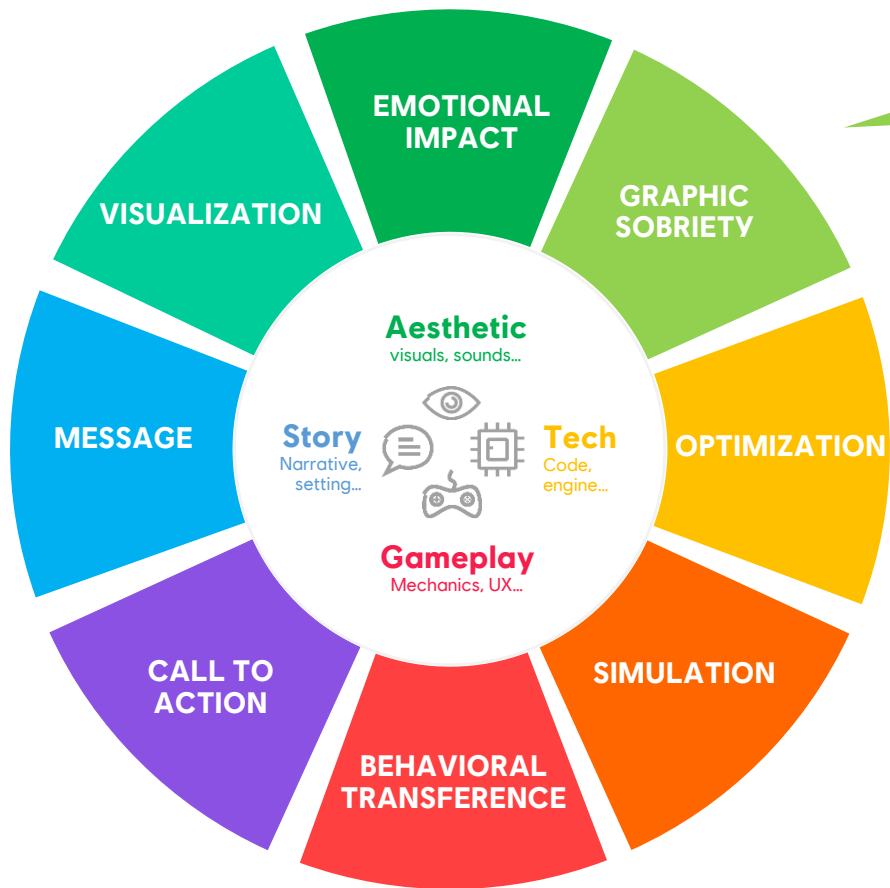 EMOTIONAL
IMPACT
GRAPHIC
SOBRIETY
VISUALIZATION
Aesthetic
visuals, sounds...
MESSAGE
Story
Narrative,
setting...
Tech
Code,
engine...
OPTIMIZATION
Gameplay
Mechanics, UX...
CALL TO
ACTION
SIMULATION
BEHAVIORAL
TRANSFERENCE